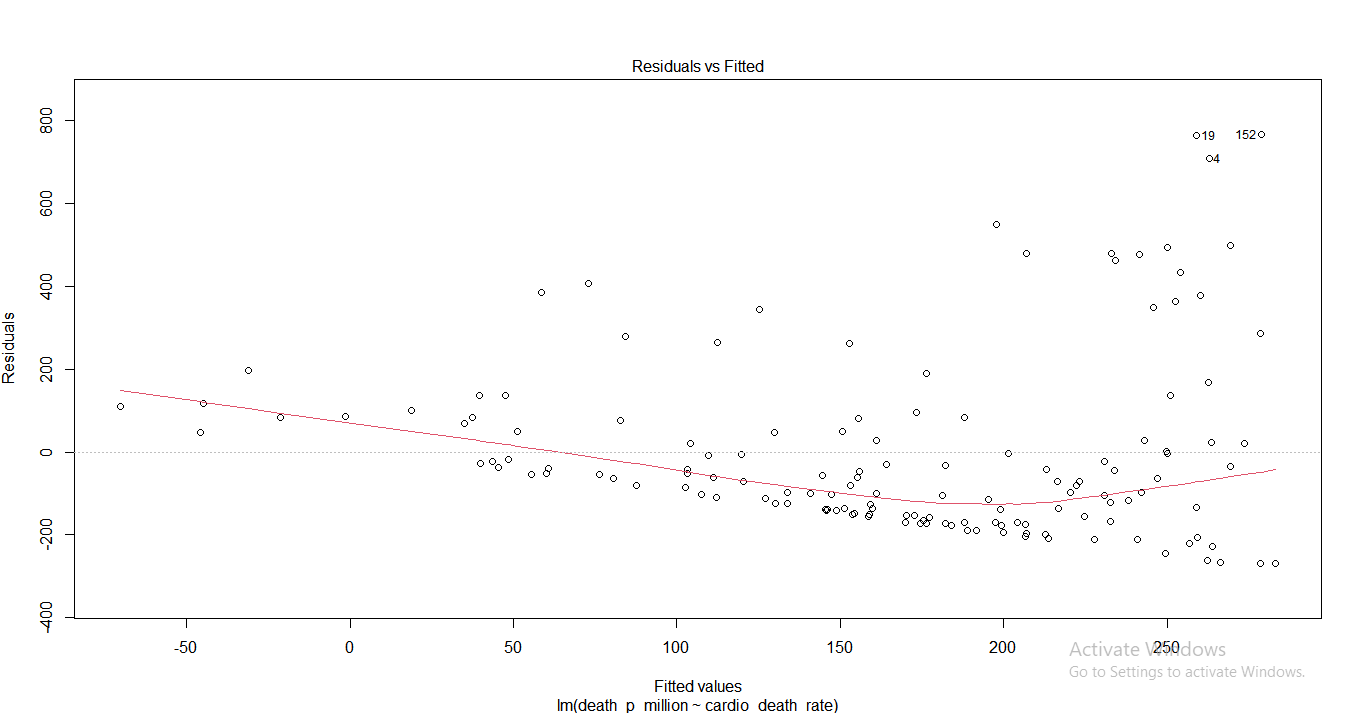 Residuals vs Fitted
Residuals
800
600
400
200
0
-200
-400
19
152
4
-50
0
50
100
150
200
250
Fitted values
lm(death_p_million ~ cardio_death_rate)
Activate Windows
Go to Settings to activate Windows.